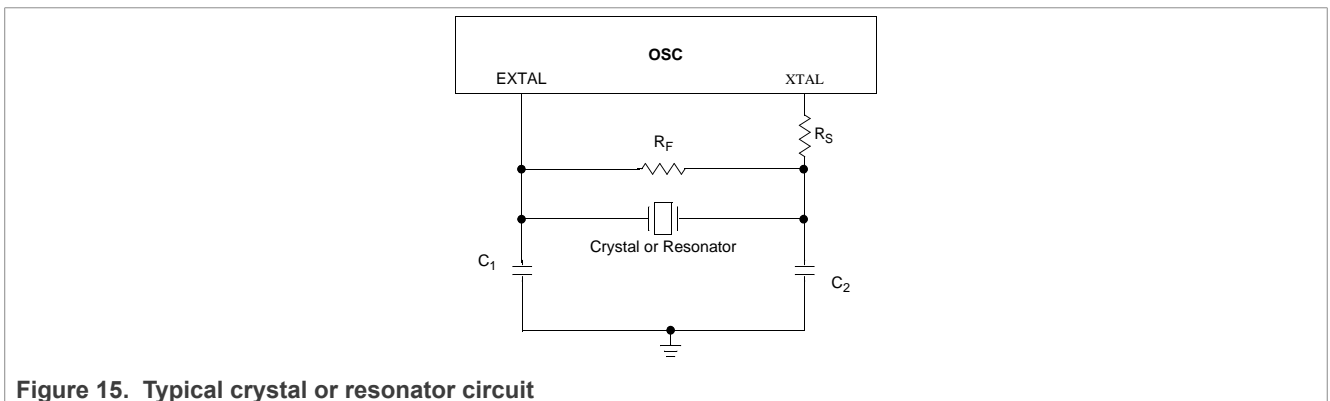 OSC
EXTAL
XTAL
R_S
R_F
Crystal or Resonator
C_1
C_2
Figure 15. Typical crystal or resonator circuit